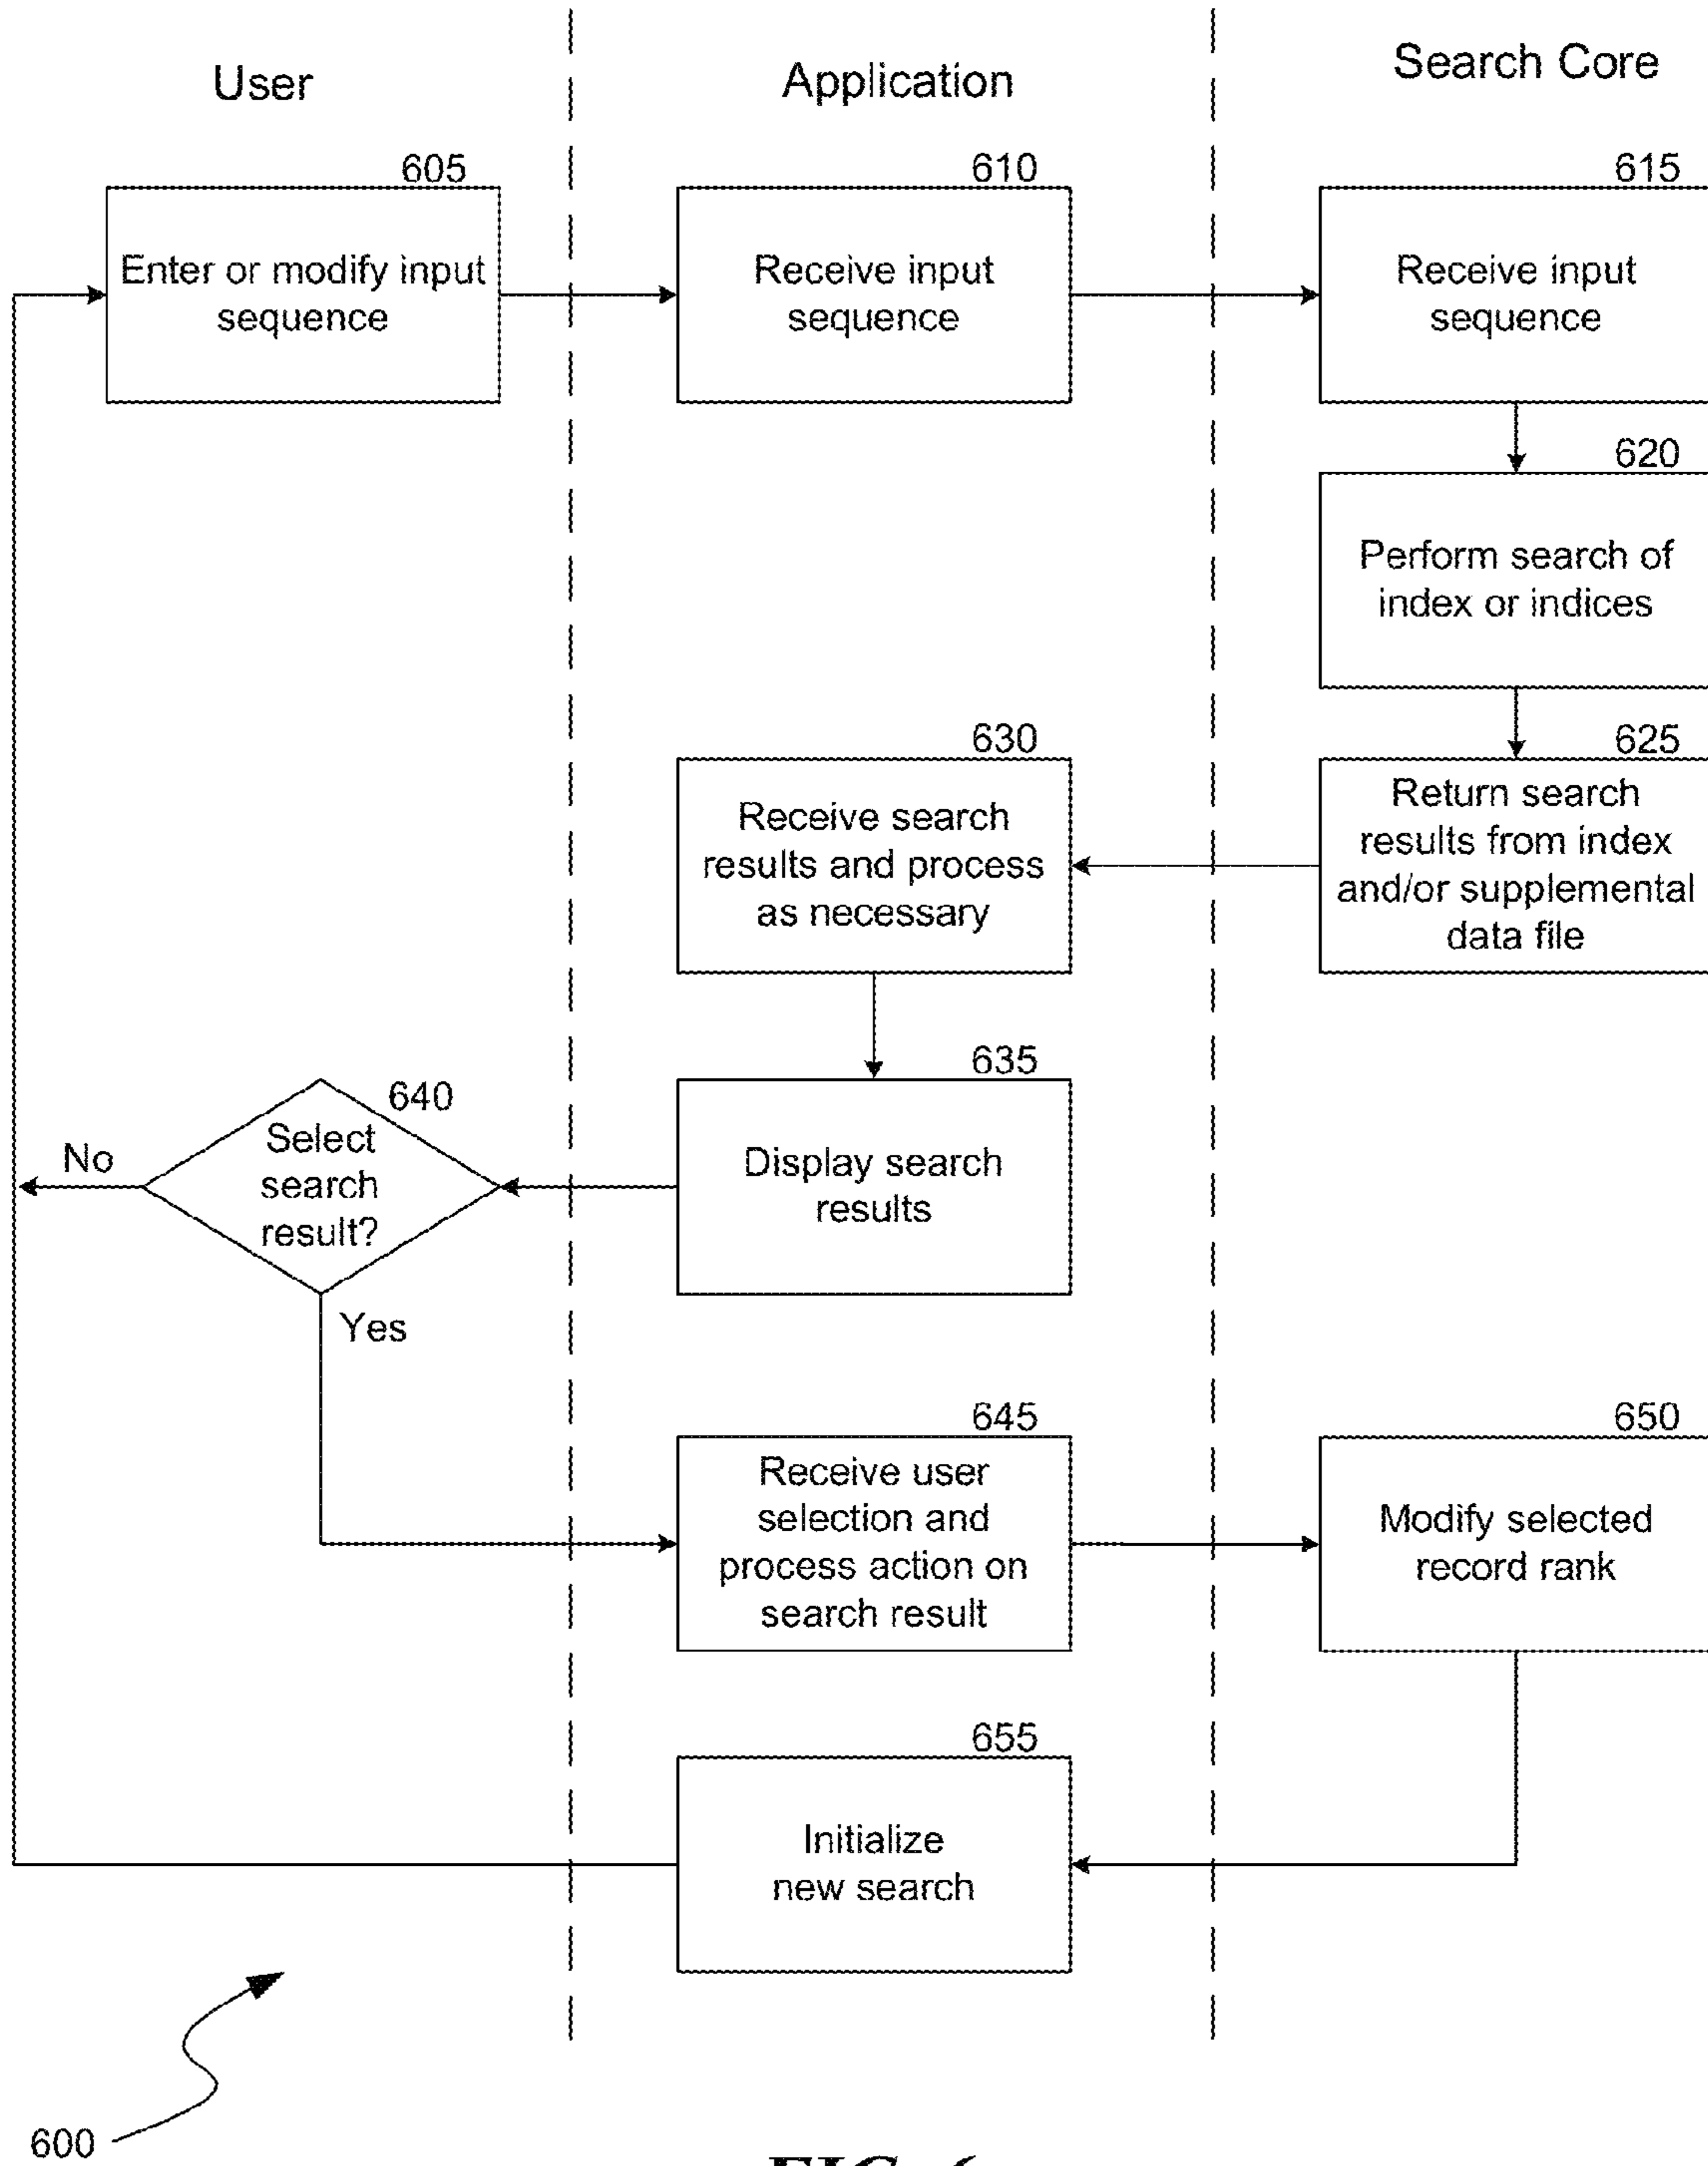 User
Application
Search Core
605
610
615
Enter or modify input
sequence
Receive input
sequence
Receive input
sequence
620
Perform search of
index or indices
630
625
Receive search
results and process
as necessary
Return search
results from index
and/or supplemental
data file
635
640
No
Select
search
result?
Display search
results
Yes
645
650
Receive user
selection and
process action on
search result
Modify selected
record rank
655
Initialize
new search
600
FIG. 6